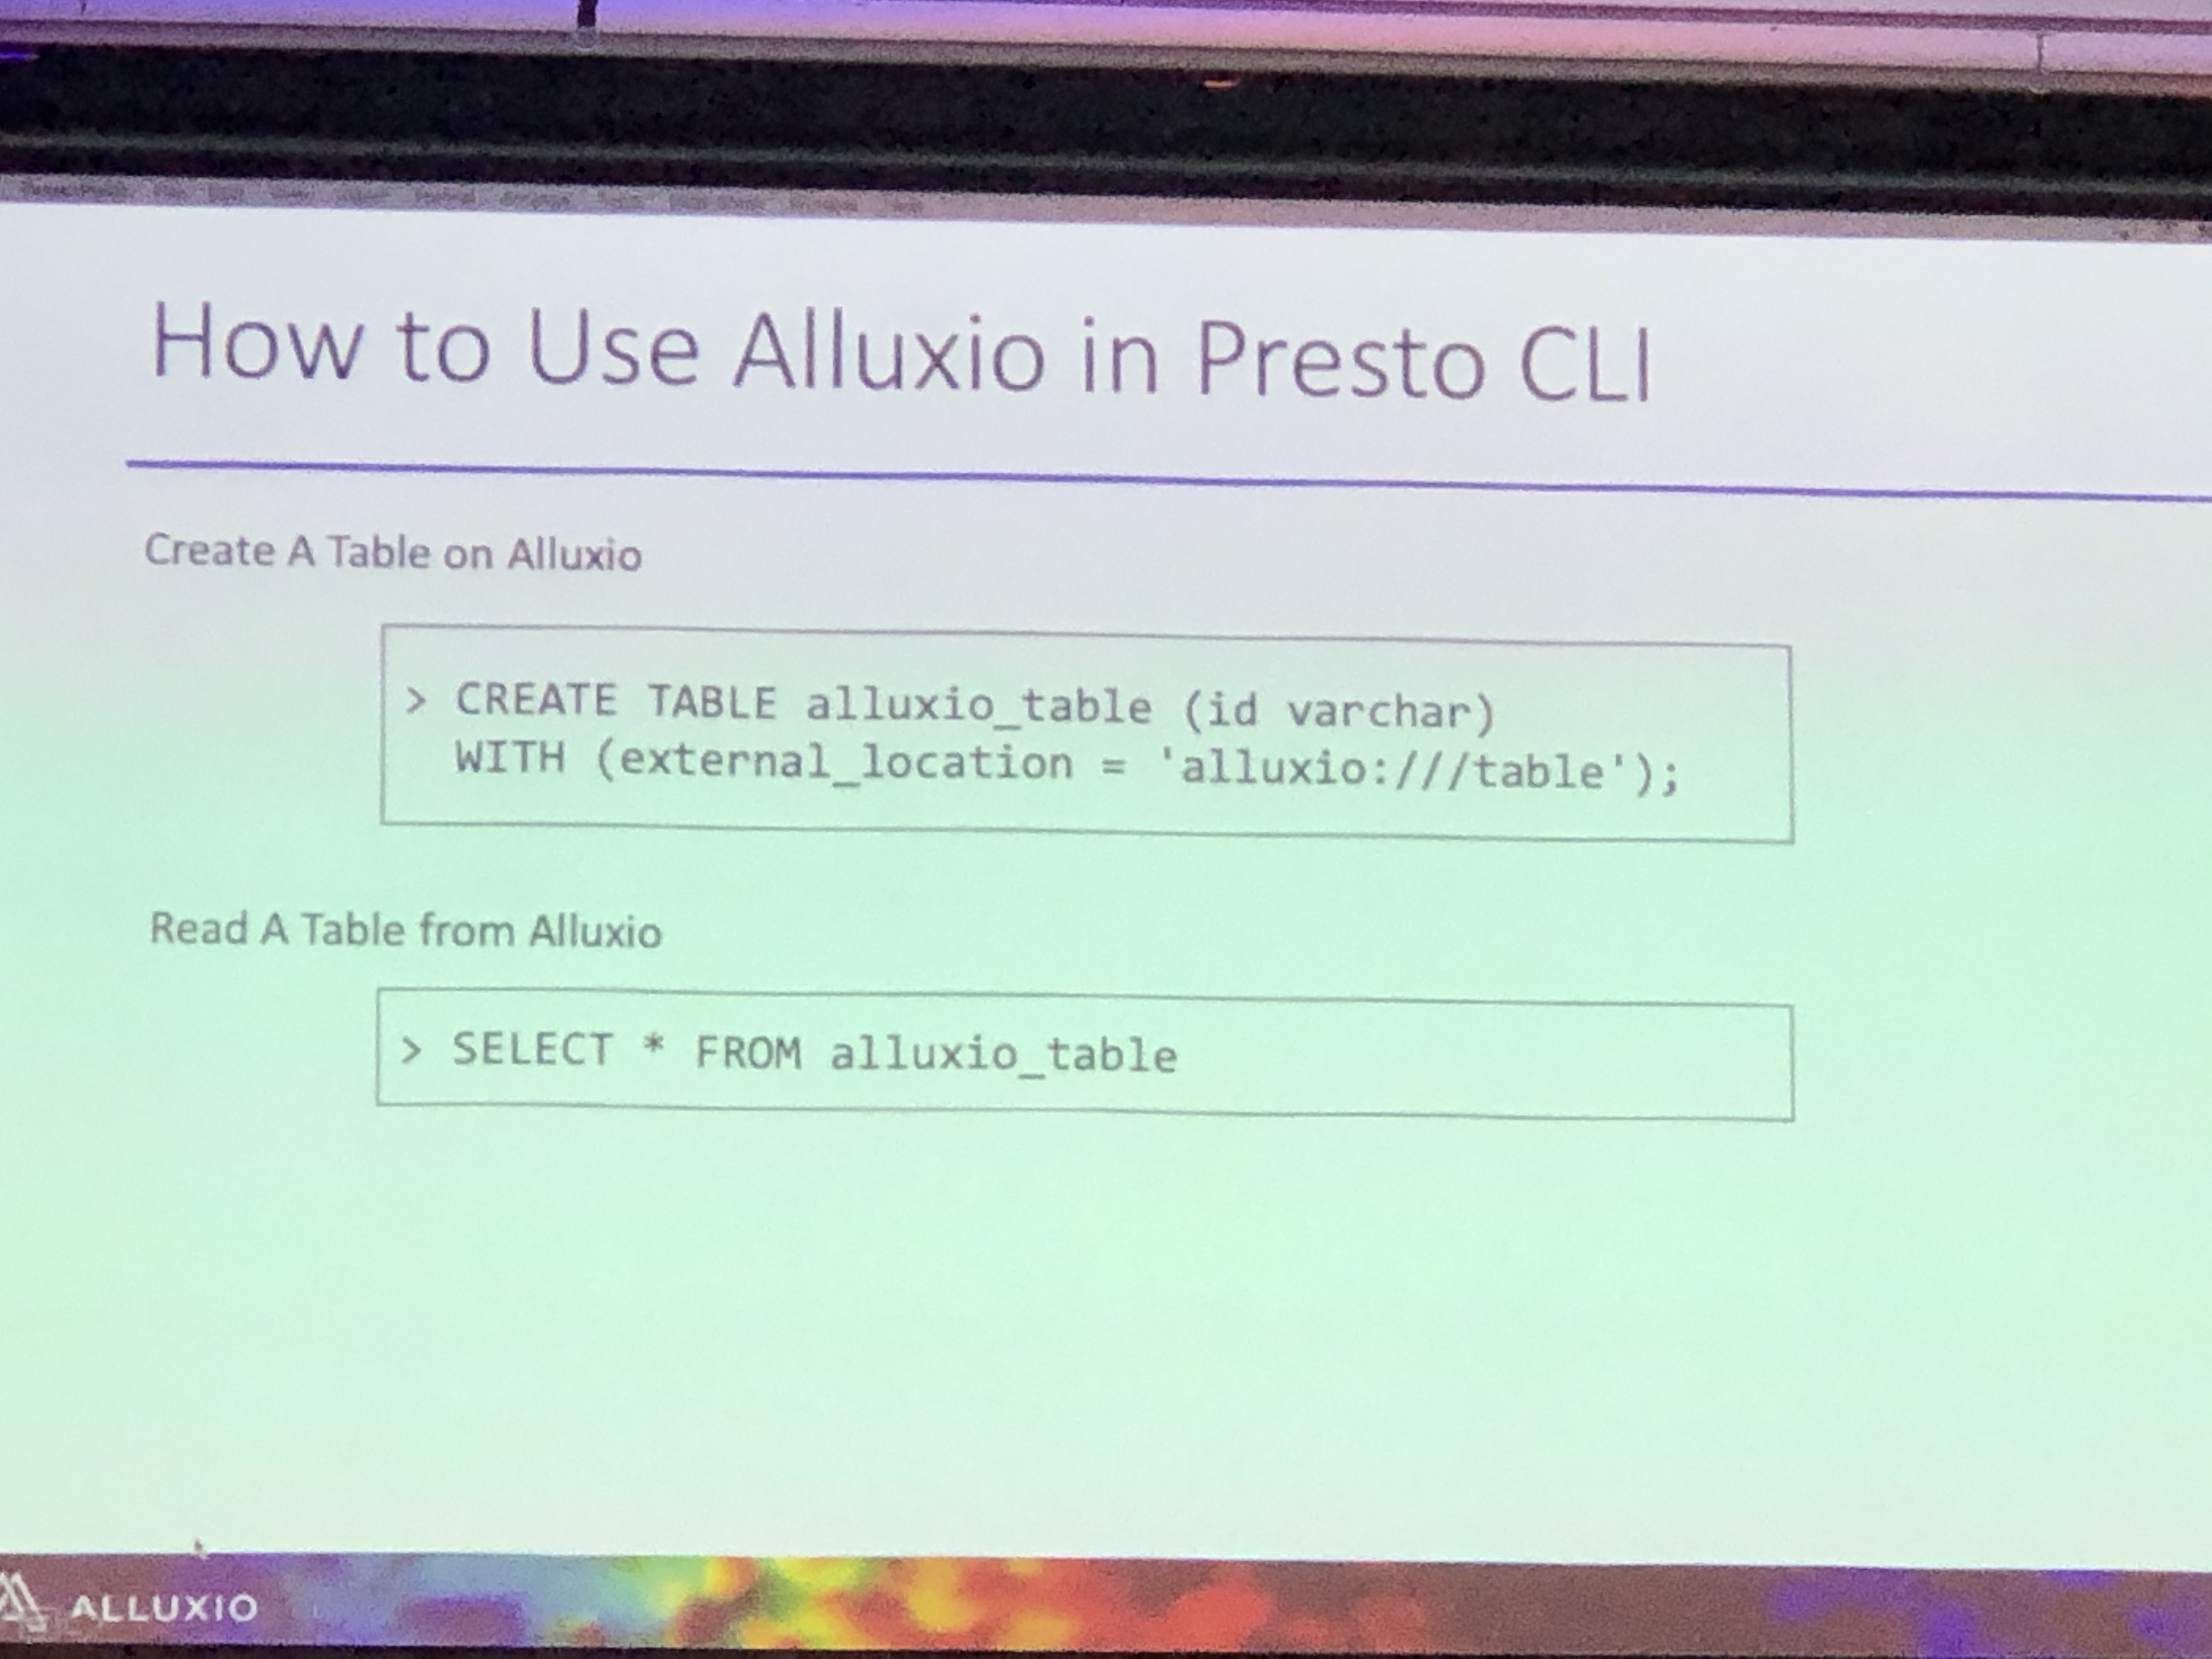 How to Use Alluxio in Presto CLI
Create A Table on Alluxio
> CREATE TABLE alluxio_table (id varchar)
WITH (external_location = 'alluxio:///table');
Read A Table from Alluxio
> SELECT * FROM alluxio_table
ALLUXIO